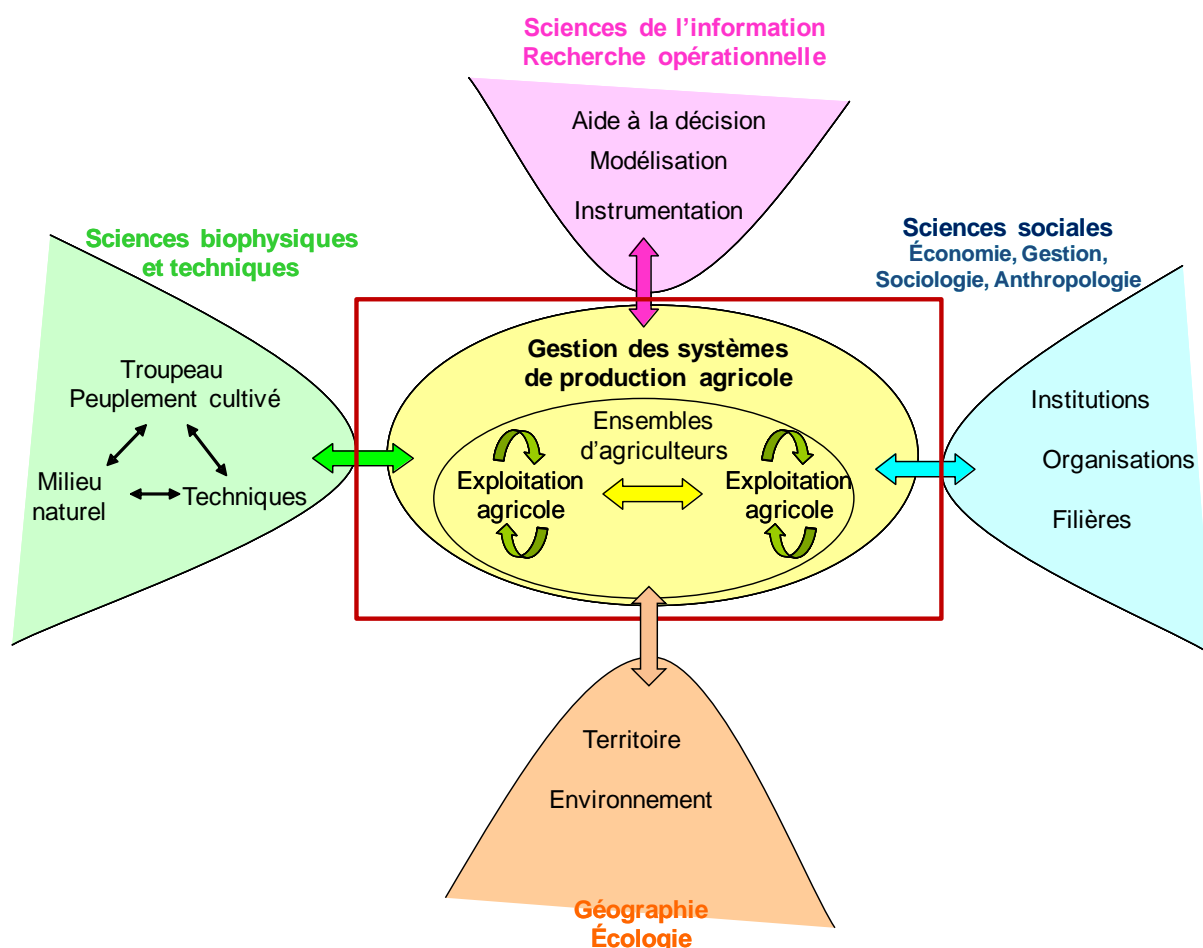 Sciences de l'information
Recherche opérationnelle
Aide à la décision
Modélisation
Instrumentation
Sciences biophysiques
et techniques
Troupeau
Peuplement cultivé
Milieu
naturel
Techniques
Sciences sociales
Économie, Gestion,
Sociologie, Anthropologie
Institutions
Organisations
Filières
Gestion des systèmes
de production agricole
Ensembles
d'agriculteurs
Exploitation
agricole
Exploitation
agricole
Territoire
Environnement
Géographie
Écologie